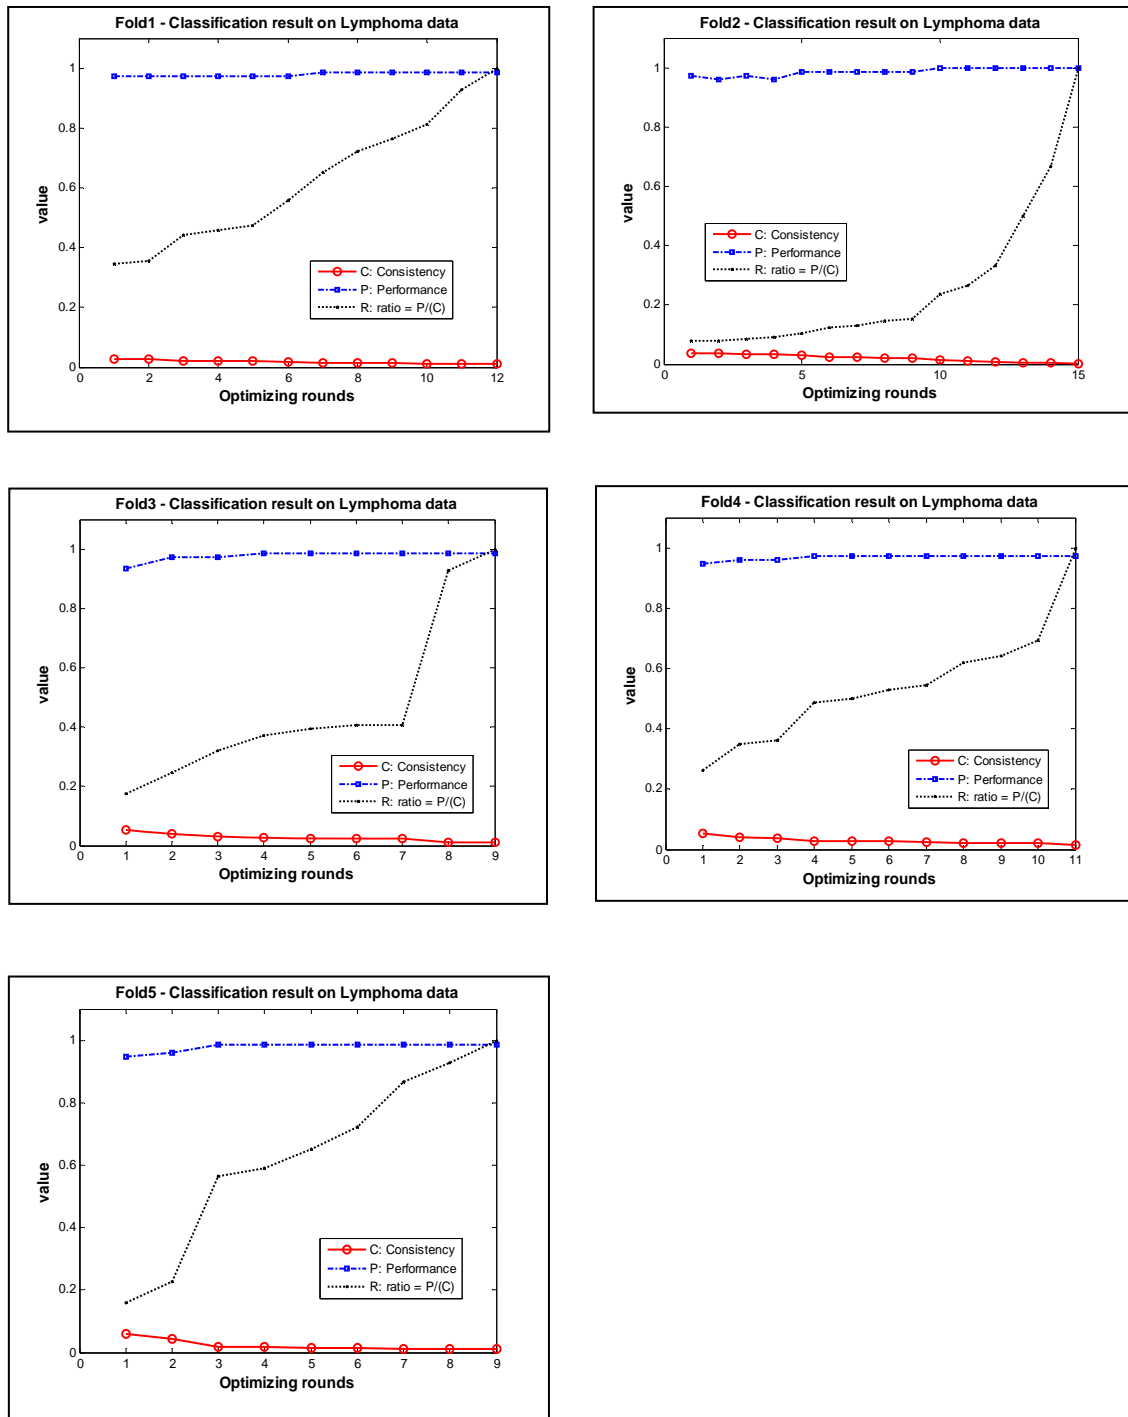 Fold1 - Classification result on Lymphoma data
1
0.8
0.6
0.4
0.2
0
value
C: Consistency
P: Performance
R: ratio = P/(C)
0 2 4 6 8 10 12
Optimizing rounds
Fold2 - Classification result on Lymphoma data
1
0.8
0.6
0.4
0.2
0
value
C: Consistency
P: Performance
R: ratio = P/(C)
0 5 10 15
Optimizing rounds
Fold3 - Classification result on Lymphoma data
1
0.8
0.6
0.4
0.2
0
value
C: Consistency
P: Performance
R: ratio = P/(C)
0 1 2 3 4 5 6 7 8 9
Optimizing rounds
Fold4 - Classification result on Lymphoma data
1
0.8
0.6
0.4
0.2
0
value
C: Consistency
P: Performance
R: ratio = P/(C)
0 1 2 3 4 5 6 7 8 9 10 11
Optimizing rounds
Fold5 - Classification result on Lymphoma data
1
0.8
0.6
0.4
0.2
0
value
C: Consistency
P: Performance
R: ratio = P/(C)
0 1 2 3 4 5 6 7 8 9
Optimizing rounds